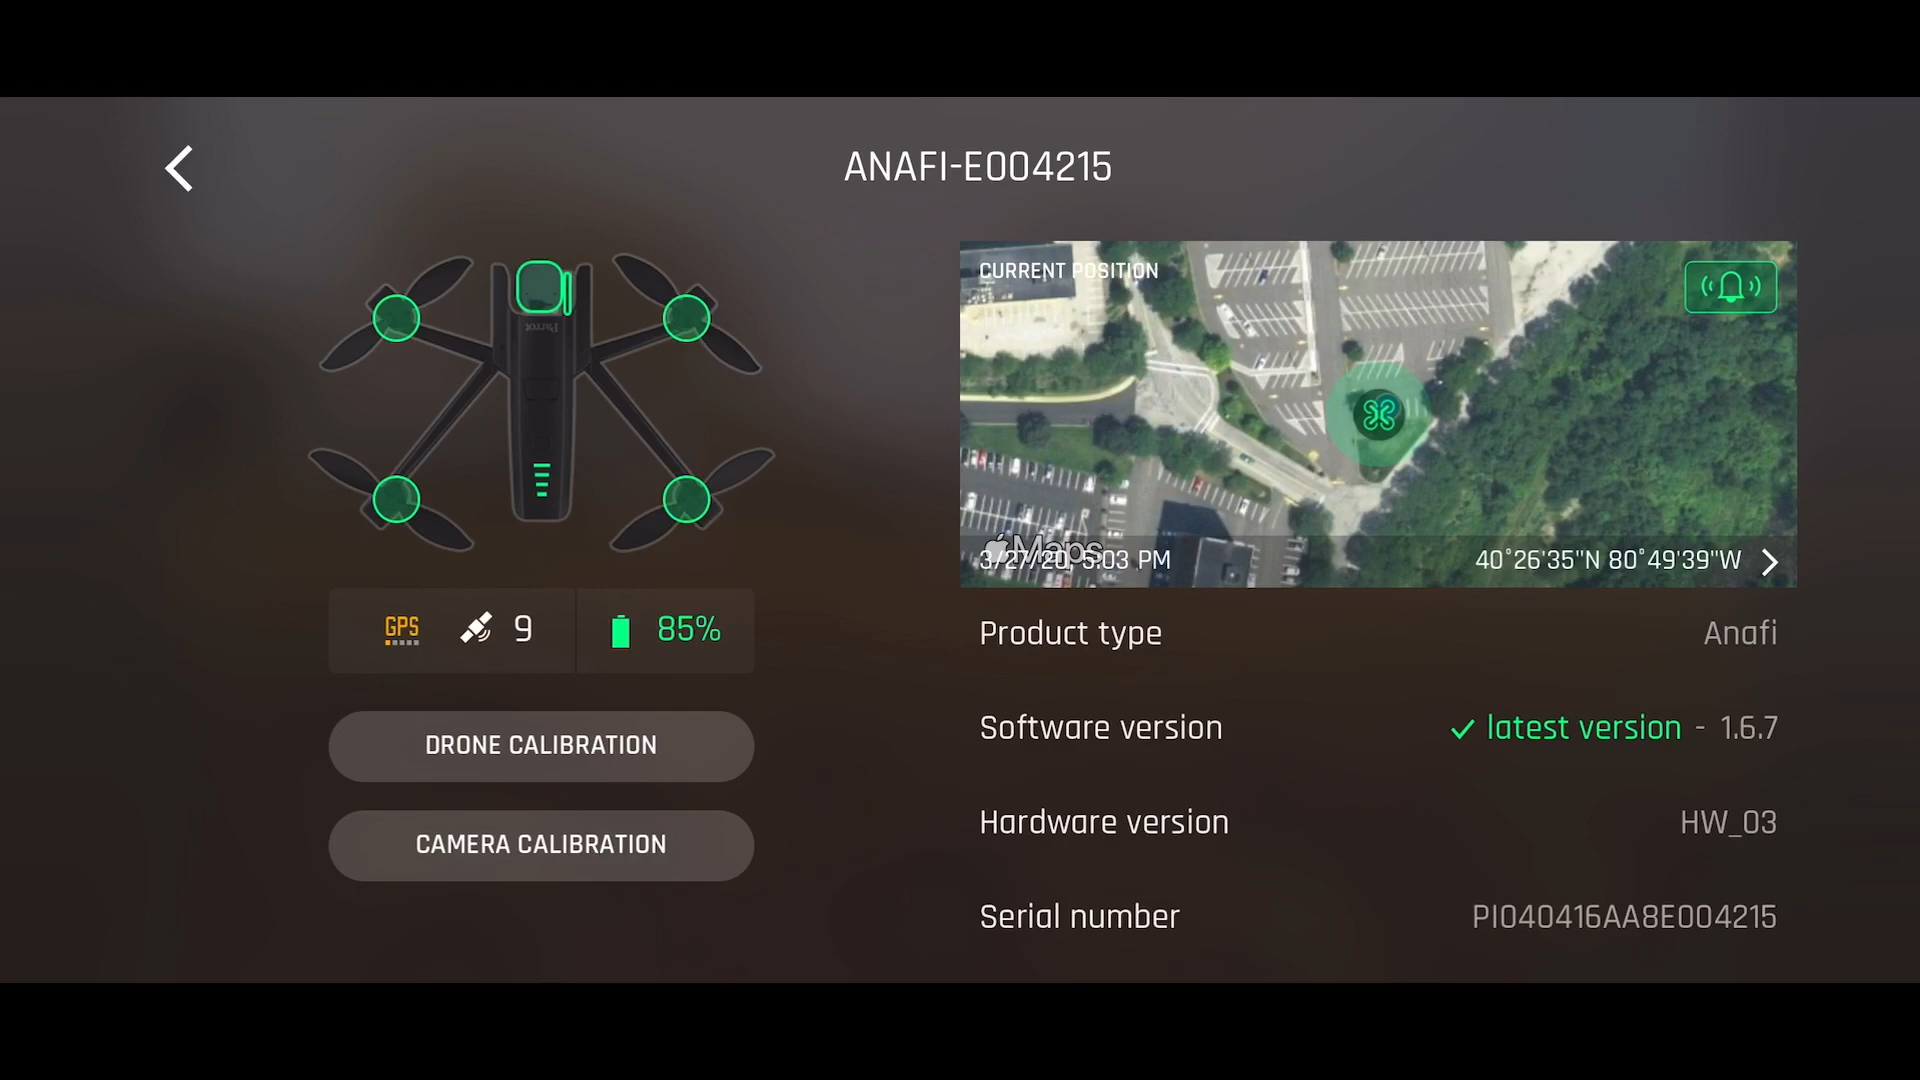 ANAFI-E004215
Parrot
GPS 9 85%
DRONE CALIBRATION
CAMERA CALIBRATION
CURRENT POSITION
Maps
3/27/20, 5:03 PM 40°26'35"N 80°49'39"W
Product type Anafi
Software version latest version - 1.6.7
Hardware version HW_03
Serial number PI040416AA8E004215